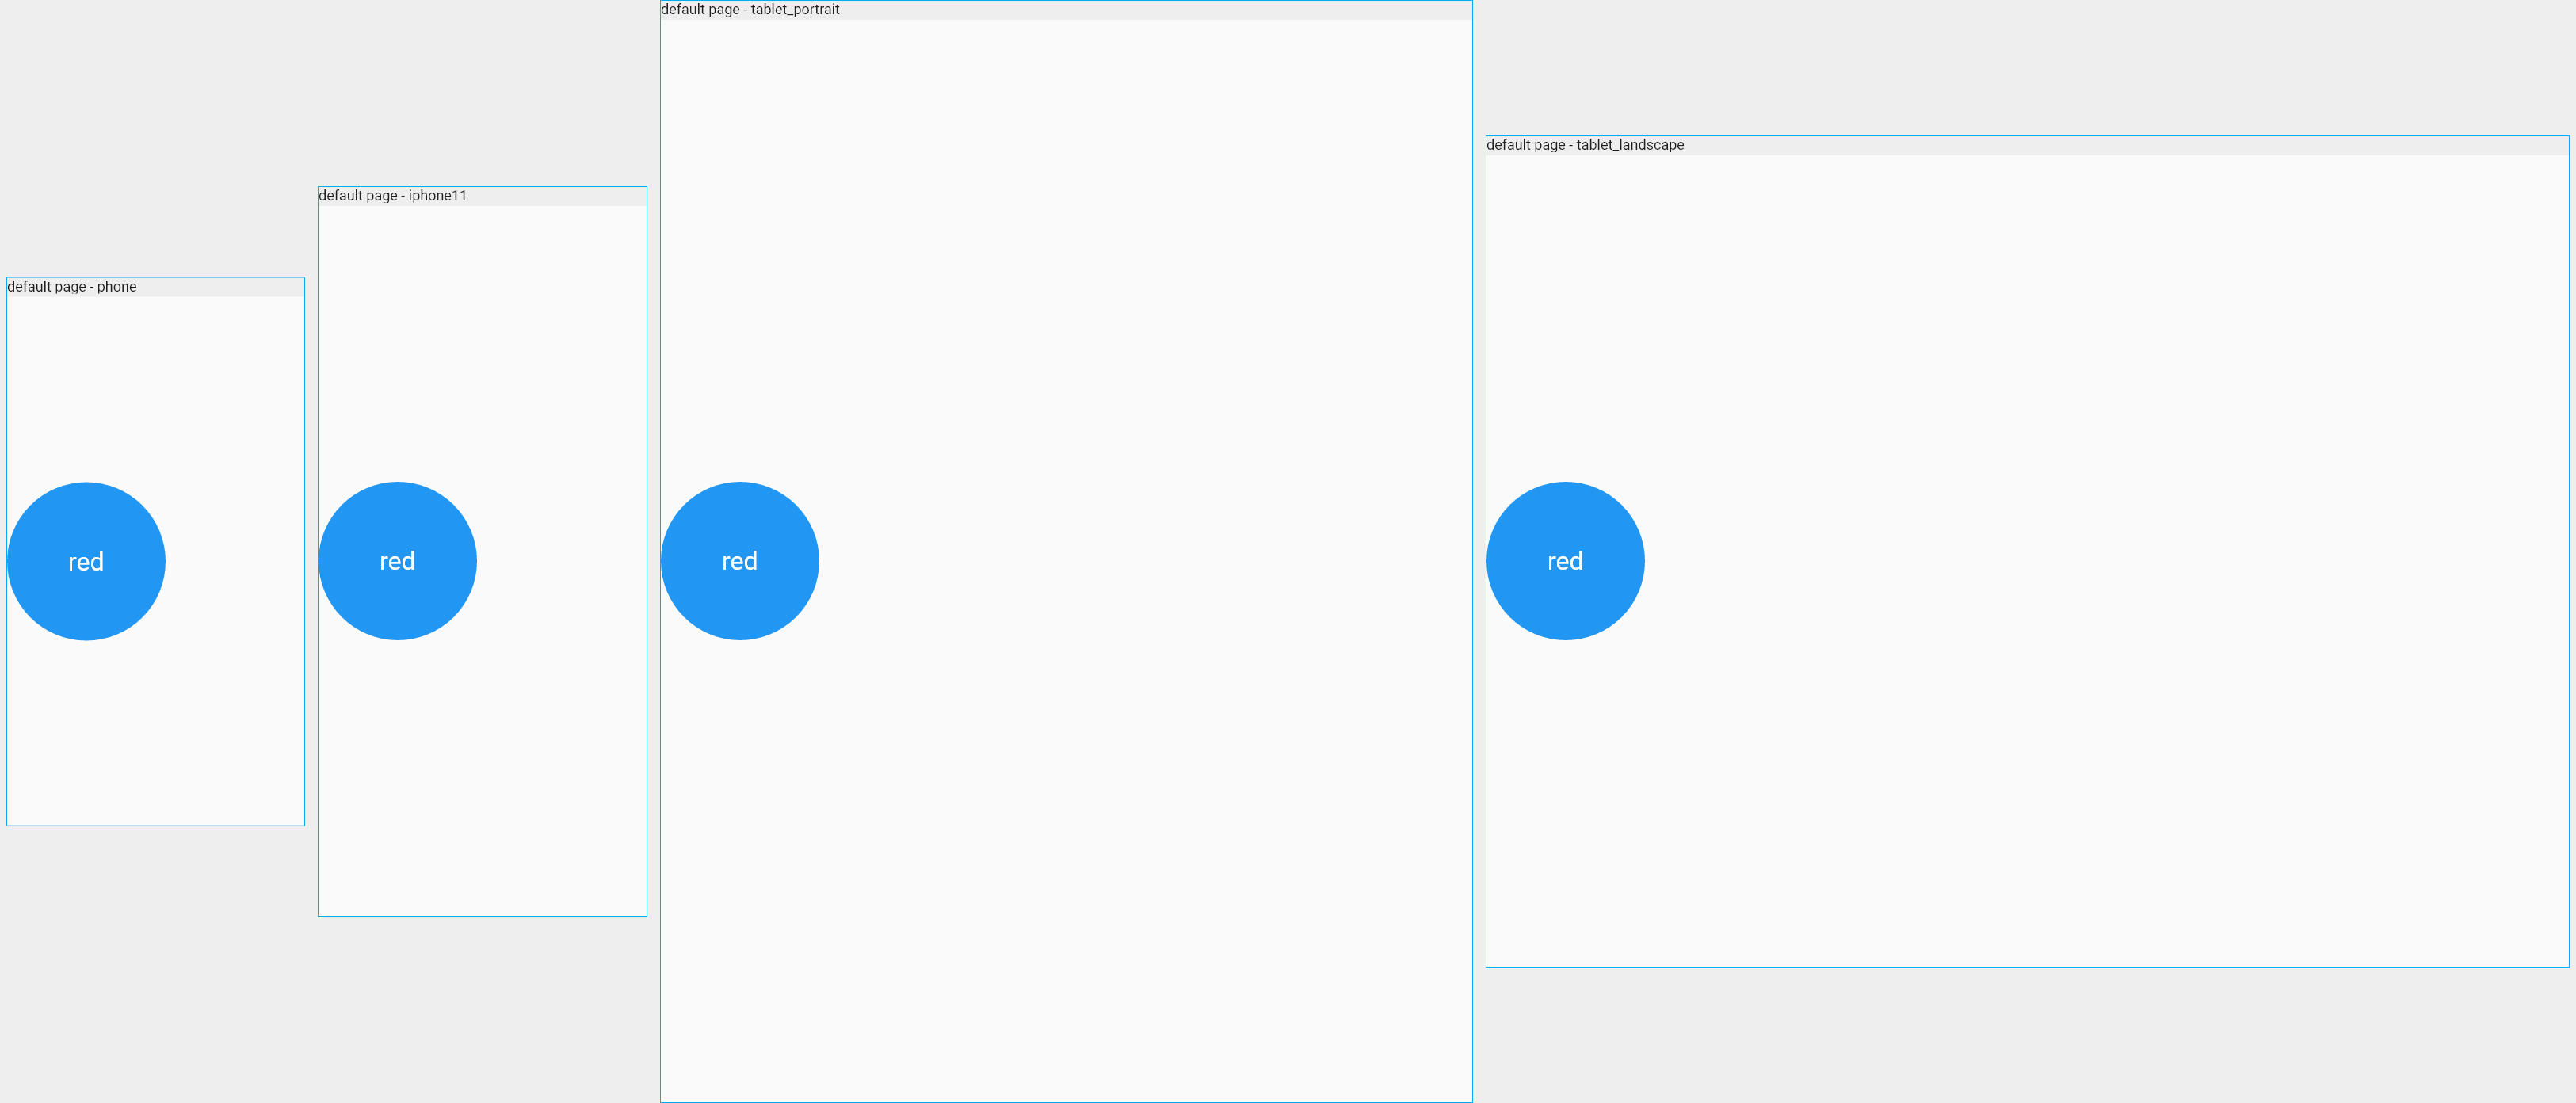 default page - phone
red
default page - iphone11
red
default page - tablet_portrait
red
default page - tablet_landscape
red